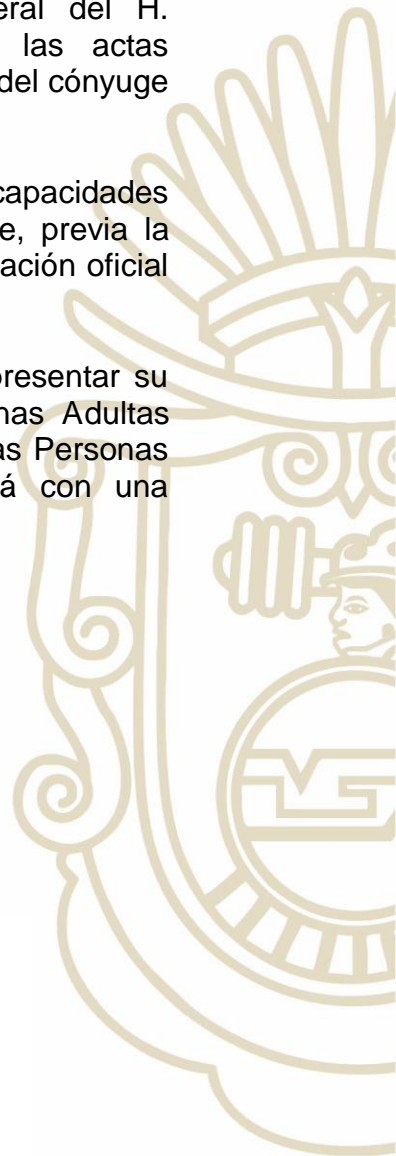 eral del H.
las actas
del cónyuge
capacidades
e, previa la
ación oficial
presentar su
nas Adultas
as Personas
á con una